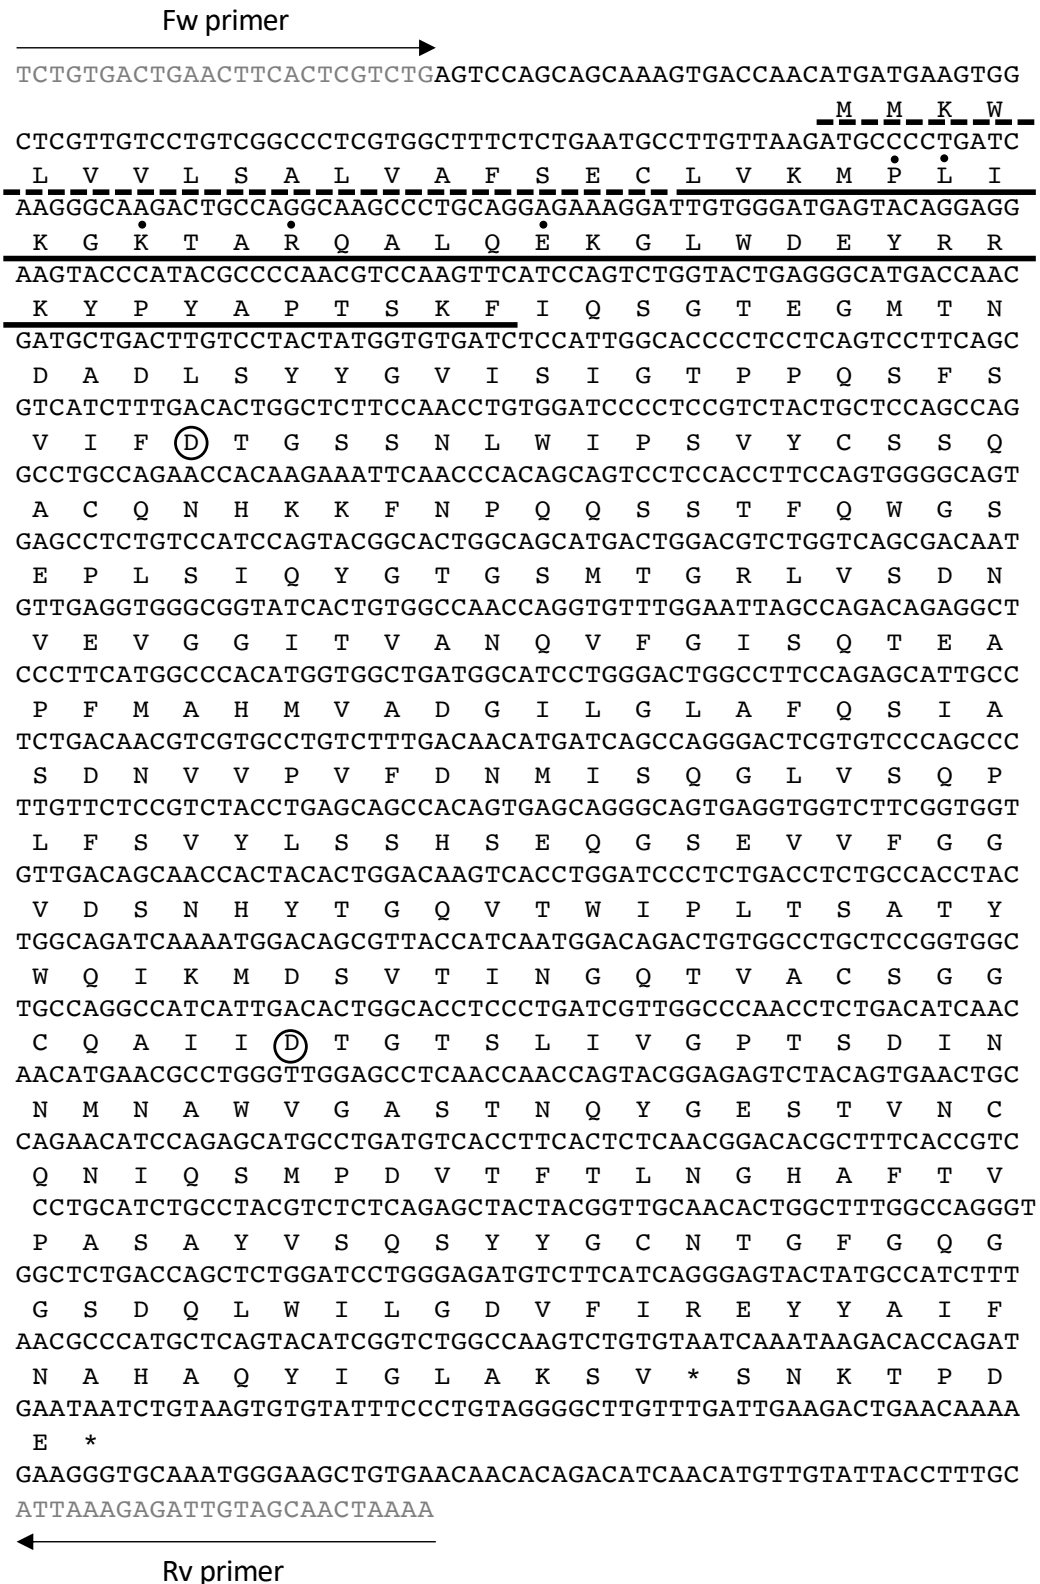 Fw primer
TCTGTGACTGAACTTCACTCGTCTGAGTCCAGCAGCAAAGTGACCAACATGATGAAGTGG
M M K W
CTCGTTGTCCTGTCGGCCCTCGTGGCTTTCTCTGAATGCCTTGTTAAGATGCCCCTGATC
L V V L S A L V A F S E C L V K M P L I
AAGGGCAAGACTGCCAGGCAAGCCCTGCAGGAGAAAGGATTGTGGGATGAGTACAGGAGG
K G K T A R Q A L Q E K G L W D E Y R R
AAGTACCCATACGCCCCAACGTCCAAGTTCATCCAGTCTGGTACTGAGGGCATGACCAAC
K Y P Y A P T S K F I Q S G T E G M T N
GATGCTGACTTGTCCTACTATGGTGTGATCTCCATTGGCACCCCTCCTCAGTCCTTCAGC
D A D L S Y Y G V I S I G T P P Q S F S
GTCATCTTTGACACTGGCTCTTCCAACCTGTGGATCCCCTCCGTCTACTGCTCCAGCCAG
V I F D T G S S N L W I P S V Y C S S Q
GCCTGCCAGAACCACAAGAAATTCAACCCACAGCAGTCCTCCACCTTCCAGTGGGGCAGT
A C Q N H K K F N P Q Q S S T F Q W G S
GAGCCTCTGTCCATCCAGTACGGCACTGGCAGCATGACTGGACGTCTGGTCAGCGACAAT
E P L S I Q Y G T G S M T G R L V S D N
GTTGAGGTGGGCGGTATCACTGTGGCCAACCAGGTGTTTGGAATTAGCCAGACAGAGGCT
V E V G G I T V A N Q V F G I S Q T E A
CCCTTCATGGCCCACATGGTGGCTGATGGCATCCTGGGACTGGCCTTCCAGAGCATTGCC
P F M A H M V A D G I L G L A F Q S I A
TCTGACAACGTCGTGCCTGTCTTTGACAACATGATCAGCCAGGGACTCGTGTCCCAGCCC
S D N V V P V F D N M I S Q G L V S Q P
TTGTTCTCCGTCTACCTGAGCAGCCACAGTGAGCAGGGCAGTGAGGTGGTCTTCGGTGGT
L F S V Y L S S H S E Q G S E V V F G G
GTTGACAGCAACCACTACACTGGACAAGTCACCTGGATCCCTCTGACCTCTGCCACCTAC
V D S N H Y T G Q V T W I P L T S A T Y
TGGCAGATCAAAATGGACAGCGTTACCATCAATGGACAGACTGTGGCCTGCTCCGGTGGC
W Q I K M D S V T I N G Q T V A C S G G
TGCCAGGCCATCATTGACACTGGCACCTCCCTGATCGTTGGCCCAACCTCTGACATCAAC
C Q A I I D T G T S L I V G P T S D I N
AACATGAACGCCTGGGTTGGAGCCTCAACCAACCAGTACGGAGAGTCTACAGTGAACTGC
N M N A W V G A S T N Q Y G E S T V N C
CAGAACATCCAGAGCATGCCTGATGTCACCTTCACTCTCAACGGACACGCTTTCACCGTC
Q N I Q S M P D V T F T L N G H A F T V
CCTGCATCTGCCTACGTCTCTCAGAGCTACTACGGTTGCAACACTGGCTTTGGCCAGGGT
P A S A Y V S Q S Y Y G C N T G F G Q G
GGCTCTGACCAGCTCTGGATCCTGGGAGATGTCTTCATCAGGGAGTACTATGCCATCTTT
G S D Q L W I L G D V F I R E Y Y A I F
AACGCCCATGCTCAGTACATCGGTCTGGCCAAGTCTGTGTAATCAAATAAGACACCAGAT
N A H A Q Y I G L A K S V * S N K T P D
GAATAATCTGTAAGTGTGTATTTCCCTGTAGGGGCTTGTTTGATTGAAGACTGAACAAAA
E *
GAAGGGTGCAAATGGGAAGCTGTGAACAACACAGACATCAACATGTTGTATTACCTTTGC
ATTAAAGAGATTGTAGCAACTAAAA
Rv primer